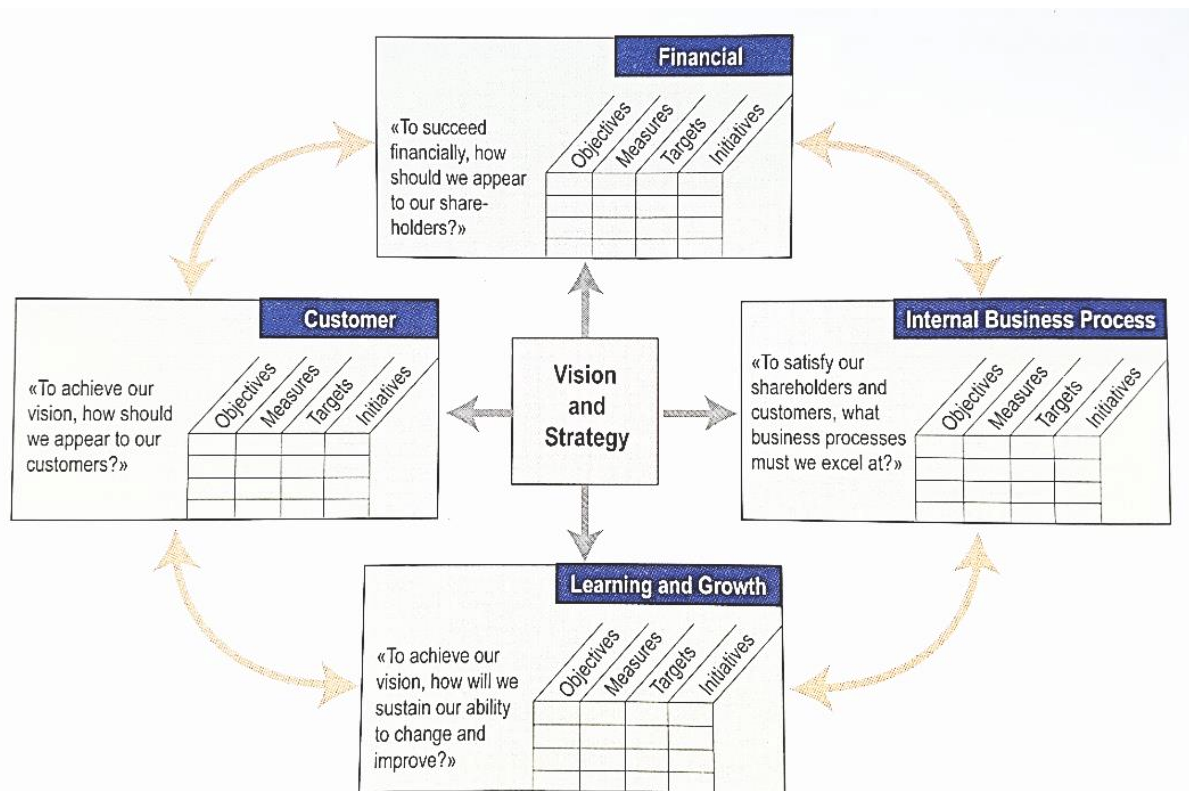 Financial
«To succeed
financially, how
should we appear
to our share-
holders?»
Objectives
Measures
Targets
Initiatives
Customer
«To achieve our
vision, how should
we appear to our
customers?»
Objectives
Measures
Targets
Initiatives
Vision
and
Strategy
Internal Business Process
«To satisfy our
shareholders and
customers, what
business processes
must we excel at?»
Objectives
Measures
Targets
Initiatives
Learning and Growth
«To achieve our
vision, how will we
sustain our ability
to change and
improve?»
Objectives
Measures
Targets
Initiatives